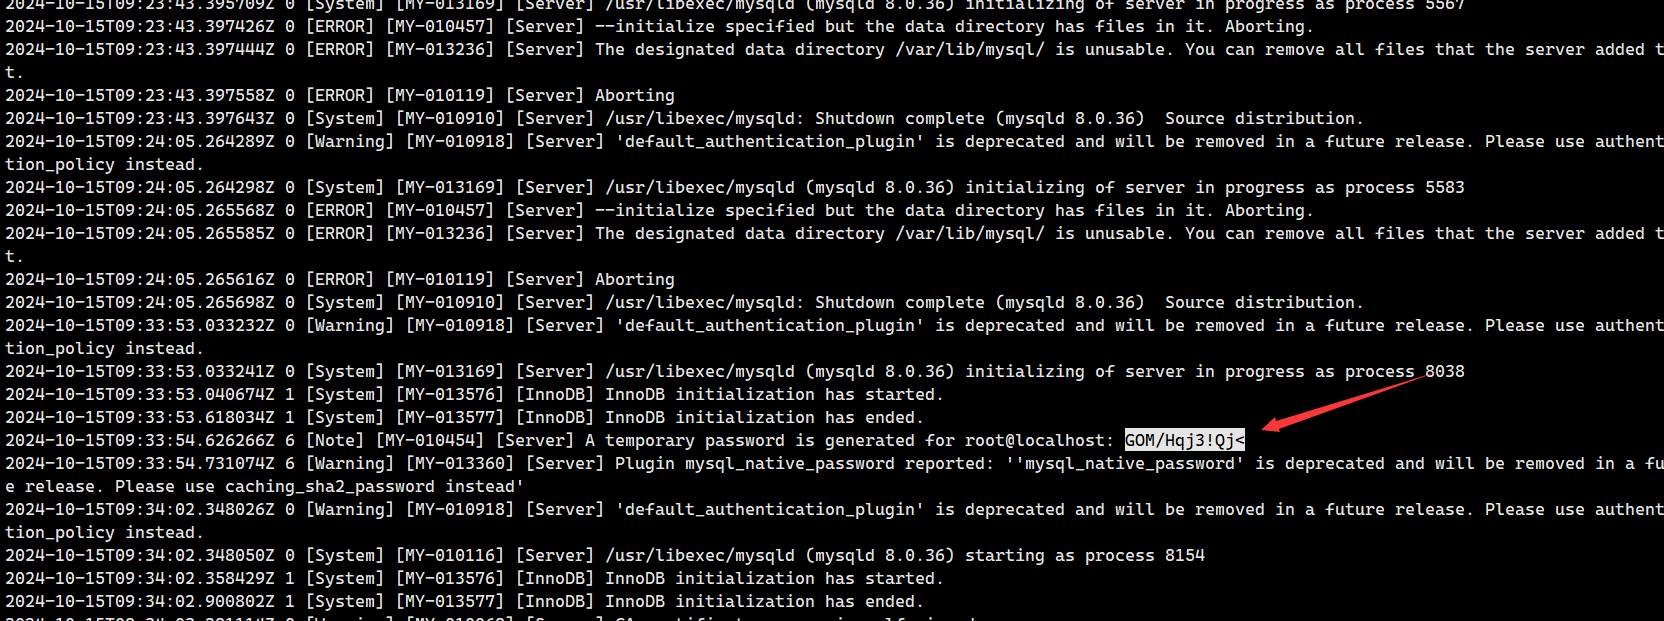 2024-10-15T09:23:43.395709Z 0 [System] [MY-013169] [Server] /usr/libexec/mysqld (mysqld 8.0.36) initializing of server in progress as process 5567
2024-10-15T09:23:43.397426Z 0 [ERROR] [MY-010457] [Server] --initialize specified but the data directory has files in it. Aborting.
2024-10-15T09:23:43.397444Z 0 [ERROR] [MY-013236] [Server] The designated data directory /var/lib/mysql/ is unusable. You can remove all files that the server added t
t.
2024-10-15T09:23:43.397558Z 0 [ERROR] [MY-010119] [Server] Aborting
2024-10-15T09:23:43.397643Z 0 [System] [MY-010910] [Server] /usr/libexec/mysqld: Shutdown complete (mysqld 8.0.36)  Source distribution.
2024-10-15T09:24:05.264289Z 0 [Warning] [MY-010918] [Server] 'default_authentication_plugin' is deprecated and will be removed in a future release. Please use authent
tion_policy instead.
2024-10-15T09:24:05.264298Z 0 [System] [MY-013169] [Server] /usr/libexec/mysqld (mysqld 8.0.36) initializing of server in progress as process 5583
2024-10-15T09:24:05.265568Z 0 [ERROR] [MY-010457] [Server] --initialize specified but the data directory has files in it. Aborting.
2024-10-15T09:24:05.265585Z 0 [ERROR] [MY-013236] [Server] The designated data directory /var/lib/mysql/ is unusable. You can remove all files that the server added t
t.
2024-10-15T09:24:05.265616Z 0 [ERROR] [MY-010119] [Server] Aborting
2024-10-15T09:24:05.265698Z 0 [System] [MY-010910] [Server] /usr/libexec/mysqld: Shutdown complete (mysqld 8.0.36)  Source distribution.
2024-10-15T09:33:53.033232Z 0 [Warning] [MY-010918] [Server] 'default_authentication_plugin' is deprecated and will be removed in a future release. Please use authent
tion_policy instead.
2024-10-15T09:33:53.033241Z 0 [System] [MY-013169] [Server] /usr/libexec/mysqld (mysqld 8.0.36) initializing of server in progress as process 8038
2024-10-15T09:33:53.040674Z 1 [System] [MY-013576] [InnoDB] InnoDB initialization has started.
2024-10-15T09:33:53.618034Z 1 [System] [MY-013577] [InnoDB] InnoDB initialization has ended.
2024-10-15T09:33:54.626266Z 6 [Note] [MY-010454] [Server] A temporary password is generated for root@localhost: GOM/Hqj3!Qj<
2024-10-15T09:33:54.731074Z 6 [Warning] [MY-013360] [Server] Plugin mysql_native_password reported: ''mysql_native_password' is deprecated and will be removed in a fu
e release. Please use caching_sha2_password instead'
2024-10-15T09:34:02.348026Z 0 [Warning] [MY-010918] [Server] 'default_authentication_plugin' is deprecated and will be removed in a future release. Please use authent
tion_policy instead.
2024-10-15T09:34:02.348050Z 0 [System] [MY-010116] [Server] /usr/libexec/mysqld (mysqld 8.0.36) starting as process 8154
2024-10-15T09:34:02.358429Z 1 [System] [MY-013576] [InnoDB] InnoDB initialization has started.
2024-10-15T09:34:02.900802Z 1 [System] [MY-013577] [InnoDB] InnoDB initialization has ended.